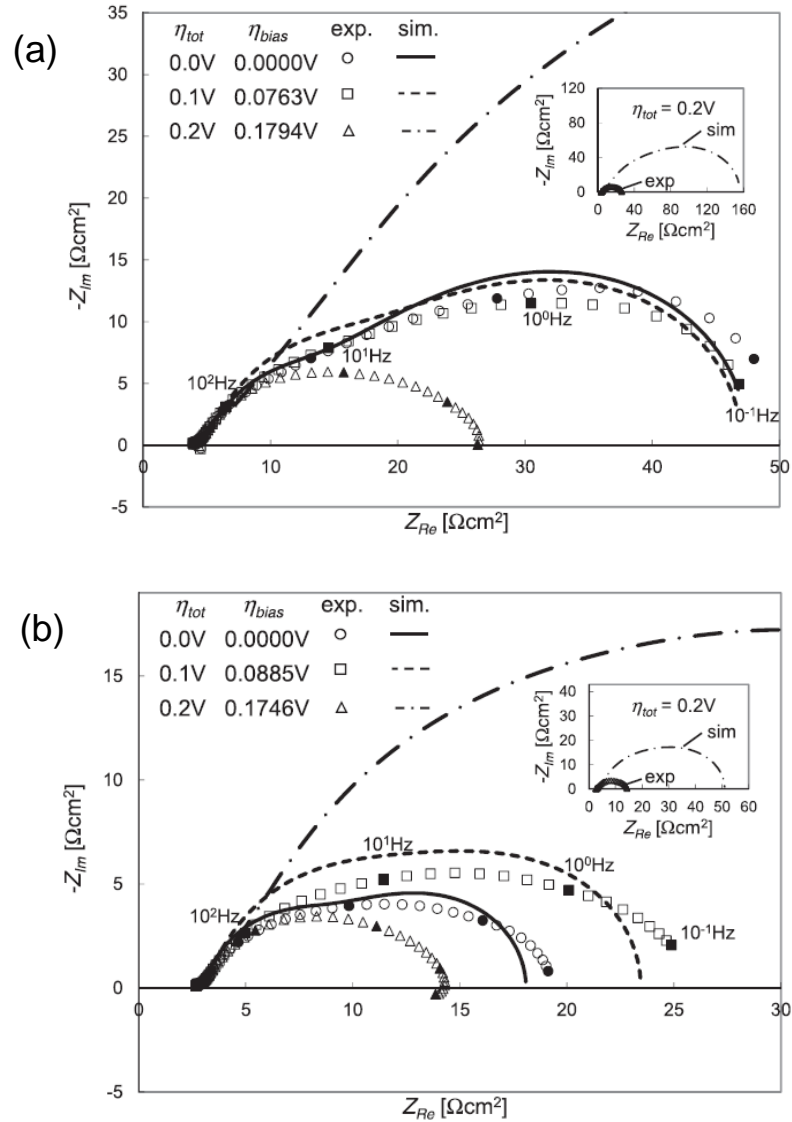 (a)
η_tot η_bias exp. sim.
0.0V 0.0000V
0.1V 0.0763V
0.2V 0.1794V
35
30
25
20
15
10
5
0
-5
-Z_Im [Ωcm²]
0 10 20 30 40 50
Z_Re [Ωcm²]
10²Hz
10¹Hz
10⁰Hz
10⁻¹Hz
120
80
40
0
-Z_Im [Ωcm²]
η_tot = 0.2V
sim
exp
0 40 80 120 160
Z_Re [Ωcm²]
(b)
η_tot η_bias exp. sim.
0.0V 0.0000V
0.1V 0.0885V
0.2V 0.1746V
15
10
5
0
-5
-Z_Im [Ωcm²]
0 5 10 15 20 25 30
Z_Re [Ωcm²]
10²Hz
10¹Hz
10⁰Hz
10⁻¹Hz
40
30
20
10
0
-Z_Im [Ωcm²]
η_tot = 0.2V
sim
exp
0 10 20 30 40 50 60
Z_Re [Ωcm²]